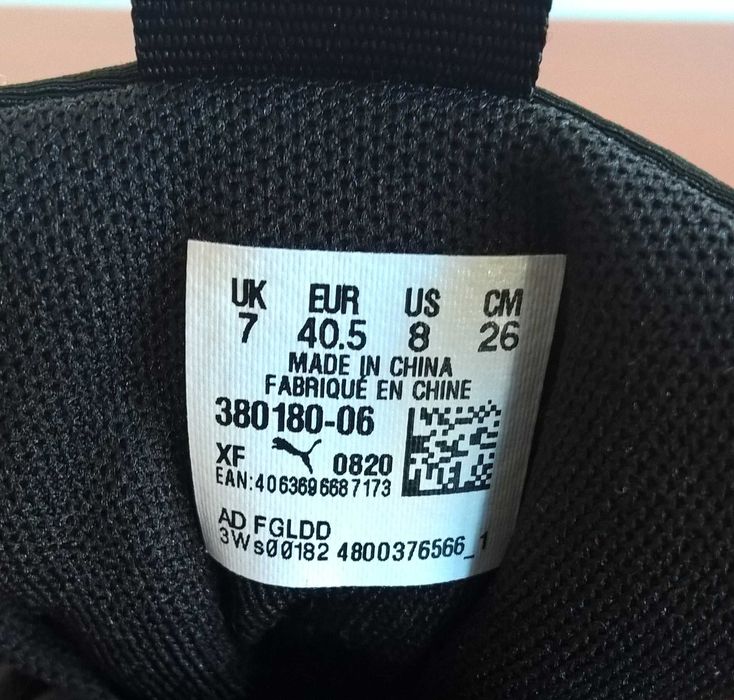 UK EUR US CM
7 40.5 8 26
MADE IN CHINA
FABRIQUÉ EN CHINE
380180-06
XF 0820
EAN:4063696687173
AD FGLDD
3Ws00182 4800376566_1